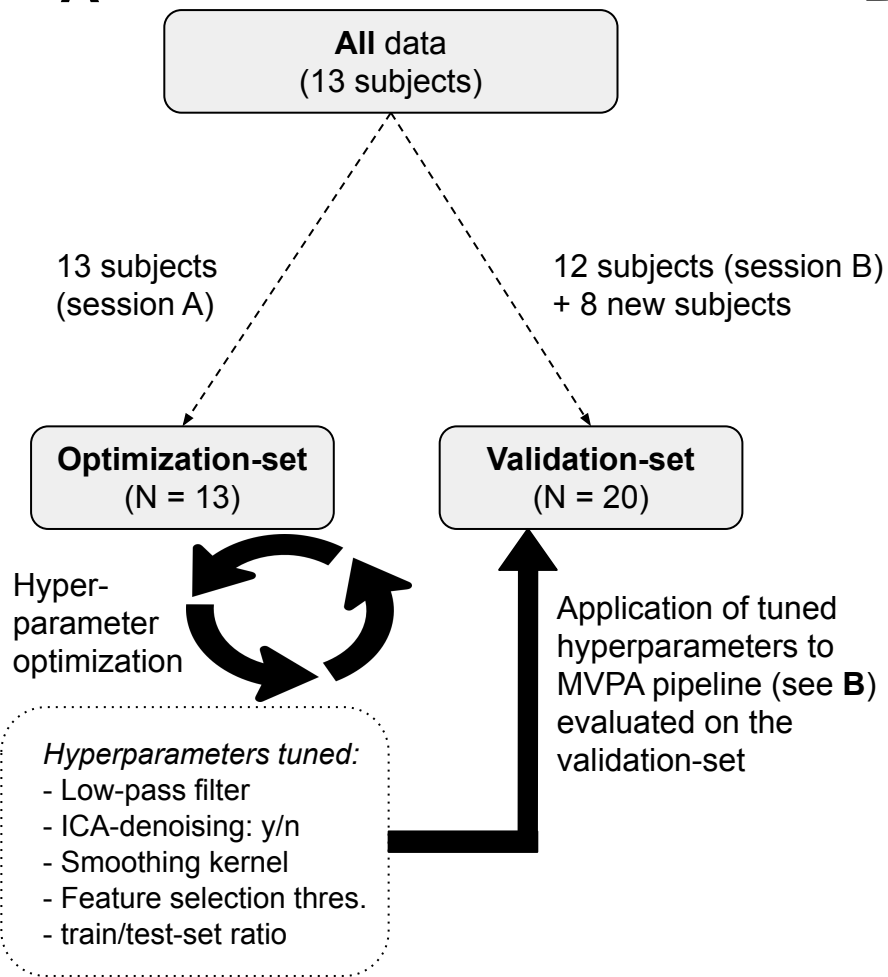 All data
(13 subjects)
13 subjects
(session A)
12 subjects (session B)
+ 8 new subjects
Optimization-set
(N = 13)
Validation-set
(N = 20)
Hyper-
parameter
optimization
Application of tuned
hyperparameters to
MVPA pipeline (see B)
evaluated on the
validation-set
Hyperparameters tuned:
- Low-pass filter
- ICA-denoising: y/n
- Smoothing kernel
- Feature selection thres.
- train/test-set ratio